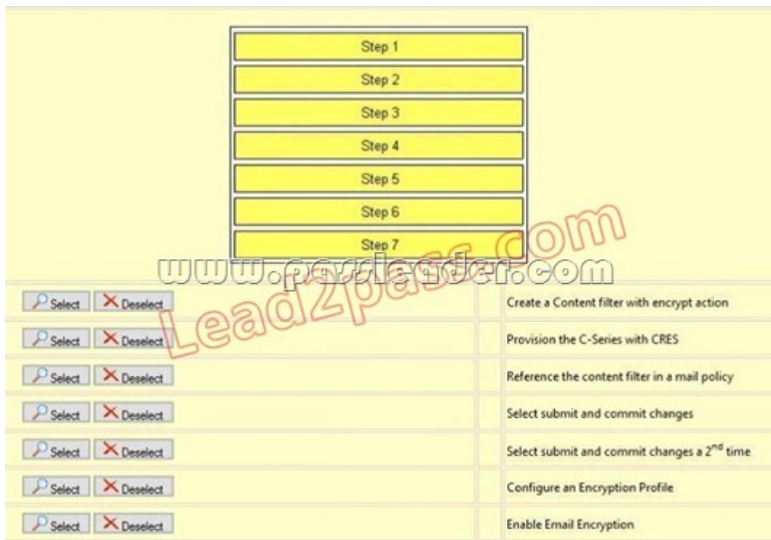 Step 1
Step 2
Step 3
Step 4
Step 5
Step 6
Step 7
www.passleader.com
Lead2pass.com
Select Deselect Create a Content filter with encrypt action
Select Deselect Provision the C-Series with CRES
Select Deselect Reference the content filter in a mail policy
Select Deselect Select submit and commit changes
Select Deselect Select submit and commit changes a 2nd time
Select Deselect Configure an Encryption Profile
Select Deselect Enable Email Encryption